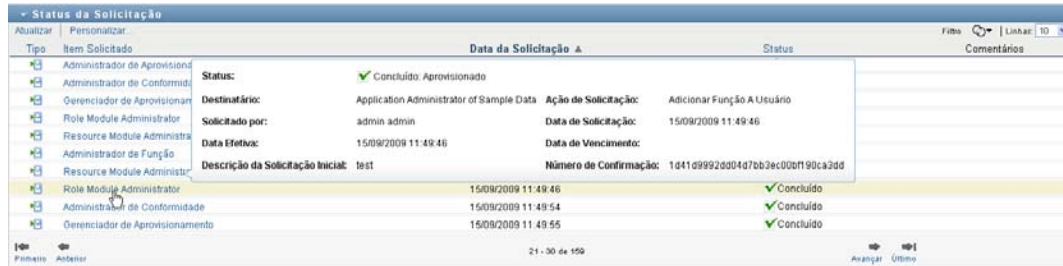 Status da Solicitação
Atualizar | Personalizar... Filtro Linhas: 10
Tipo Item Solicitado Data da Solicitação Status Comentários
Administrador de Aprovisiona
Administrador de Conformida
Gerenciador de Aprovisionam
Role Module Administrator
Resource Module Administra
Administrador de Função
Resource Module Administr
Status: Concluído: Aprovisionado
Destinatário: Application Administrator of Sample Data Ação de Solicitação: Adicionar Função A Usuário
Solicitado por: admin admin Data de Solicitação: 15/09/2009 11:49:46
Data Efetiva: 15/09/2009 11:49:46 Data de Vencimento:
Descrição da Solicitação Inicial: test Número de Confirmação: 1d41d9992dd04d7bb3ec00bf190ca3dd
Role Module Administrator 15/09/2009 11:49:46 Concluído
Administrador de Conformidade 15/09/2009 11:49:54 Concluído
Gerenciador de Aprovisionamento 15/09/2009 11:49:55 Concluído
Primeiro Anterior 21 - 30 de 159 Avançar Último